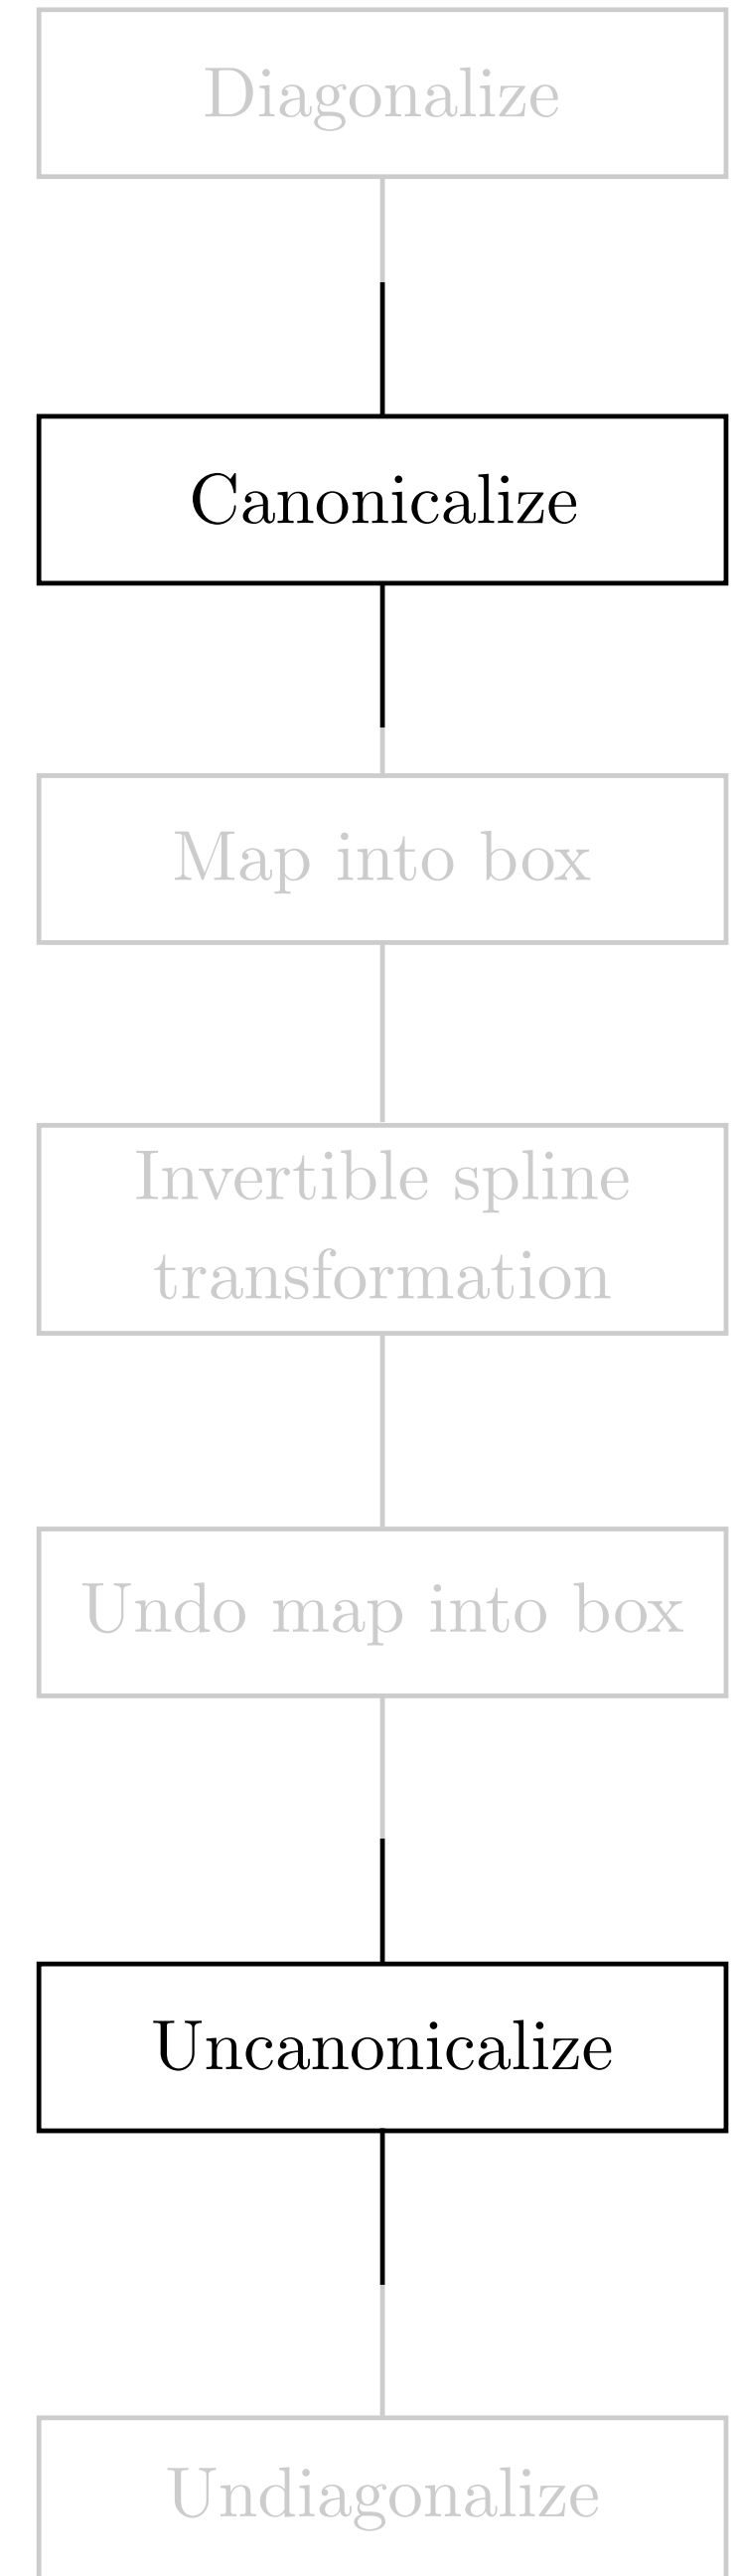 Diagonalize
Canonicalize
Map into box
Invertible spline
transformation
Undo map into box
Uncanonicalize
Undiagonalize